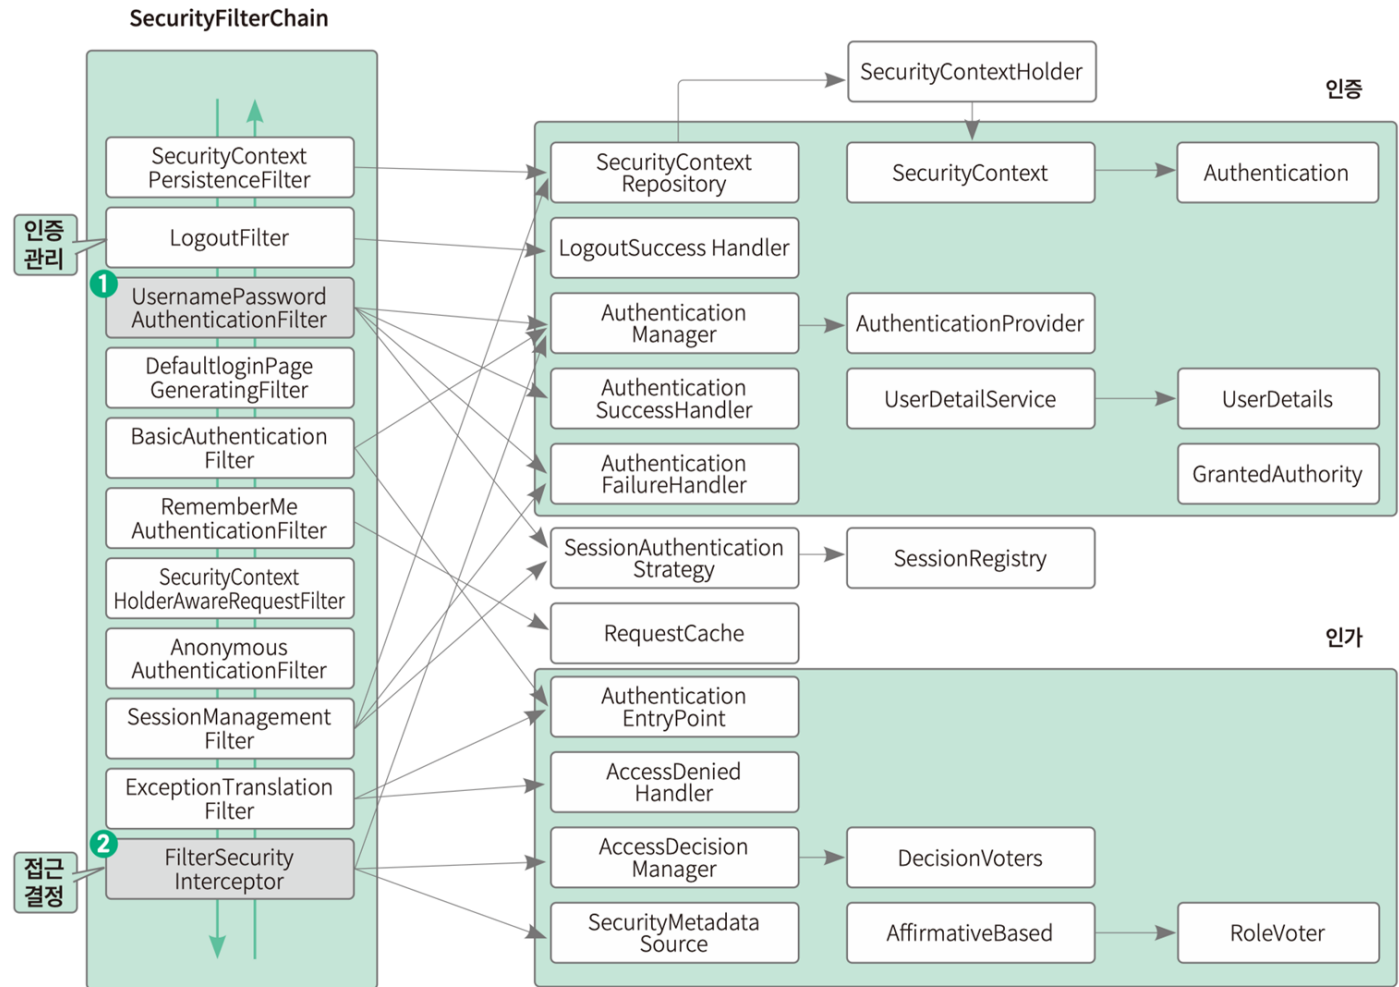 SecurityFilterChain
SecurityContext
PersistenceFilter
인증
관리
LogoutFilter
1
UsernamePassword
AuthenticationFilter
DefaultloginPage
GeneratingFilter
BasicAuthentication
Filter
RememberMe
AuthenticationFilter
SecurityContext
HolderAwareRequestFilter
Anonymous
AuthenticationFilter
SessionManagement
Filter
ExceptionTranslation
Filter
2
접근
결정
FilterSecurity
Interceptor
SecurityContextHolder
인증
SecurityContext
Repository
SecurityContext
Authentication
LogoutSuccess Handler
Authentication
Manager
AuthenticationProvider
Authentication
SuccessHandler
UserDetailService
UserDetails
Authentication
FailureHandler
GrantedAuthority
SessionAuthentication
Strategy
SessionRegistry
RequestCache
인가
Authentication
EntryPoint
AccessDenied
Handler
AccessDecision
Manager
DecisionVoters
SecurityMetadata
Source
AffirmativeBased
RoleVoter